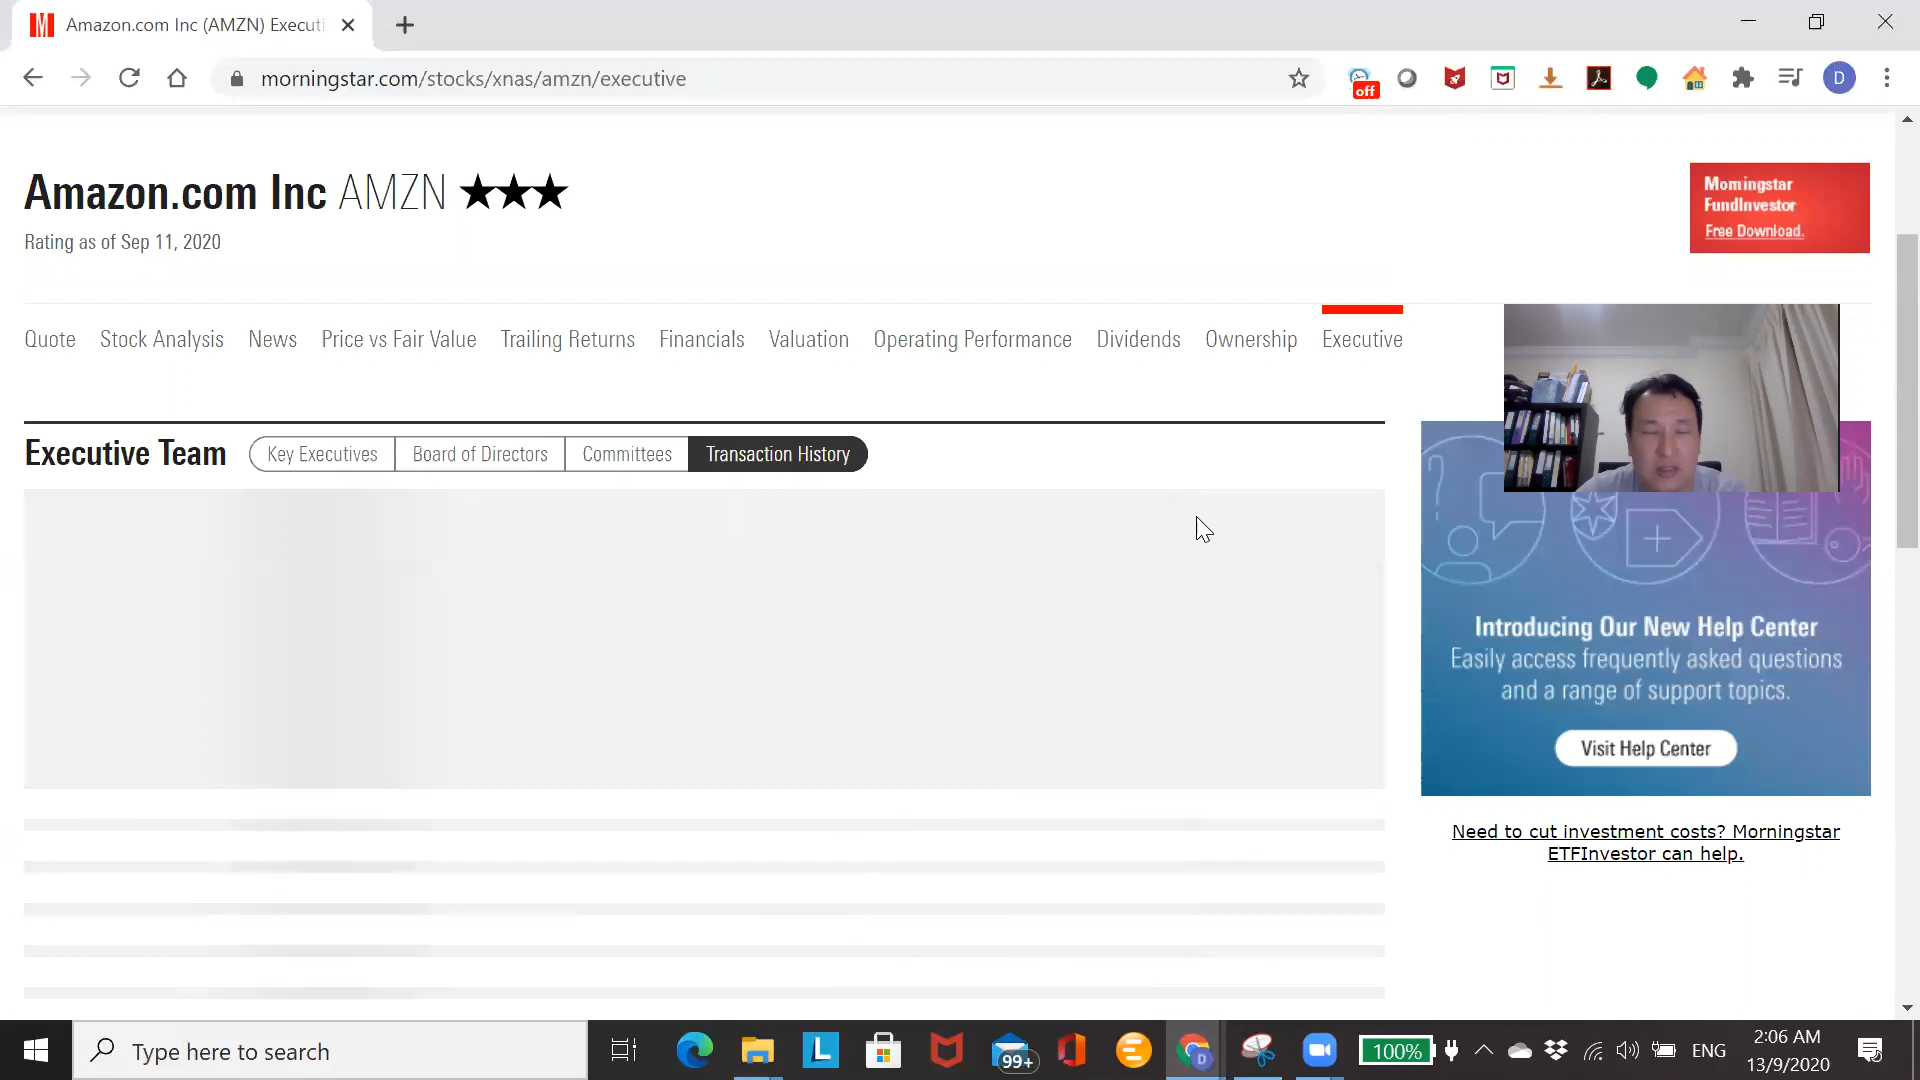 Amazon.com Inc (AMZN) Executi
morningstar.com/stocks/xnas/amzn/executive
off
D
Amazon.com Inc AMZN ★★★
Rating as of Sep 11, 2020
Morningstar
FundInvestor
Free Download.
Quote Stock Analysis News Price vs Fair Value Trailing Returns Financials Valuation Operating Performance Dividends Ownership Executive
Executive Team Key Executives Board of Directors Committees Transaction History
Introducing Our New Help Center
Easily access frequently asked questions
and a range of support topics.
Visit Help Center
Need to cut investment costs? Morningstar
ETFInvestor can help.
Type here to search
L
99+
D
100%
ENG
2:06 AM
13/9/2020